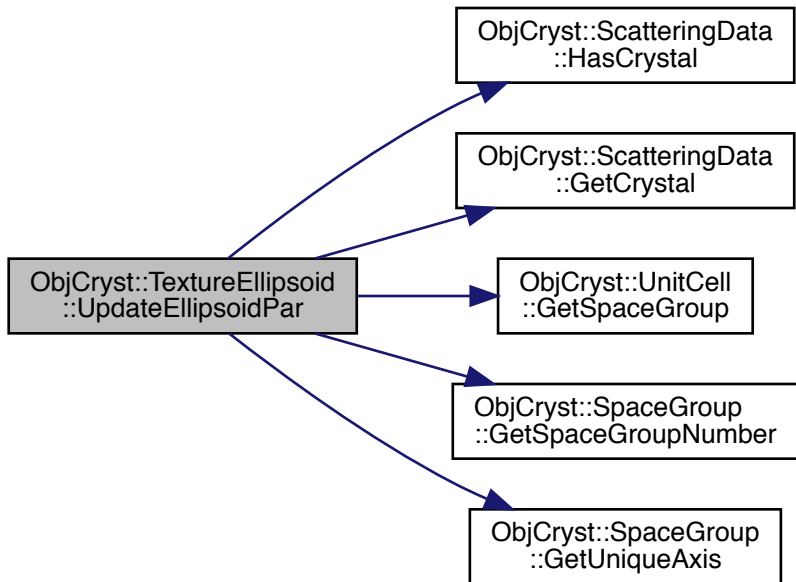 ObjCryst::ScatteringData
::HasCrystal
ObjCryst::ScatteringData
::GetCrystal
ObjCryst::TextureEllipsoid
::UpdateEllipsoidPar
ObjCryst::UnitCell
::GetSpaceGroup
ObjCryst::SpaceGroup
::GetSpaceGroupNumber
ObjCryst::SpaceGroup
::GetUniqueAxis